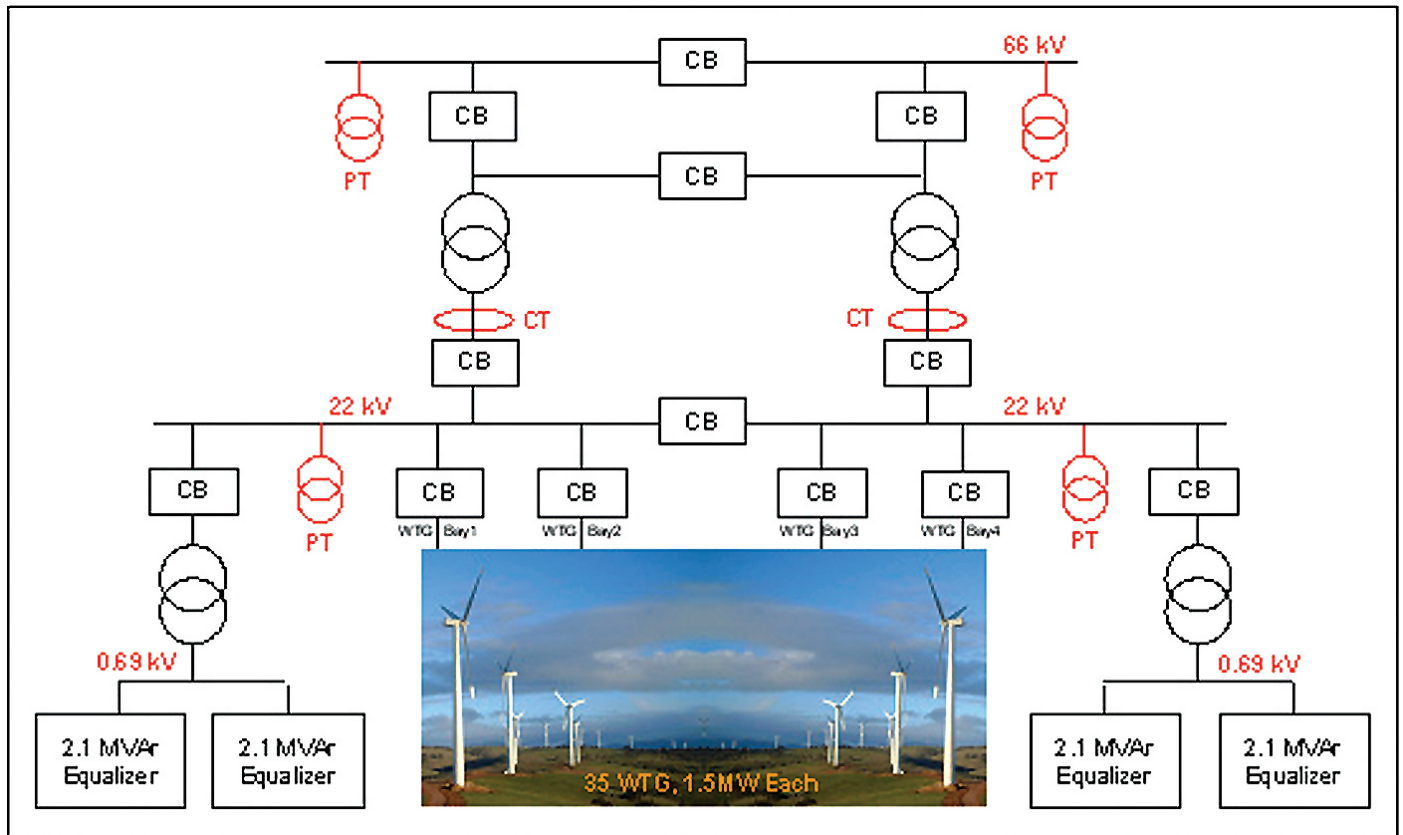 66 kV
CB
CB
CB
PT
PT
CB
CT
CT
CB
CB
22 kV
22 kV
CB
CB
CB
CB
CB
CB
CB
WTG Bay1
WTG Bay2
WTG Bay3
WTG Bay4
PT
PT
0.69 kV
0.69 kV
2.1 MVAr
Equalizer
2.1 MVAr
Equalizer
35 WTG, 1.5MW Each
2.1 MVAr
Equalizer
2.1 MVAr
Equalizer